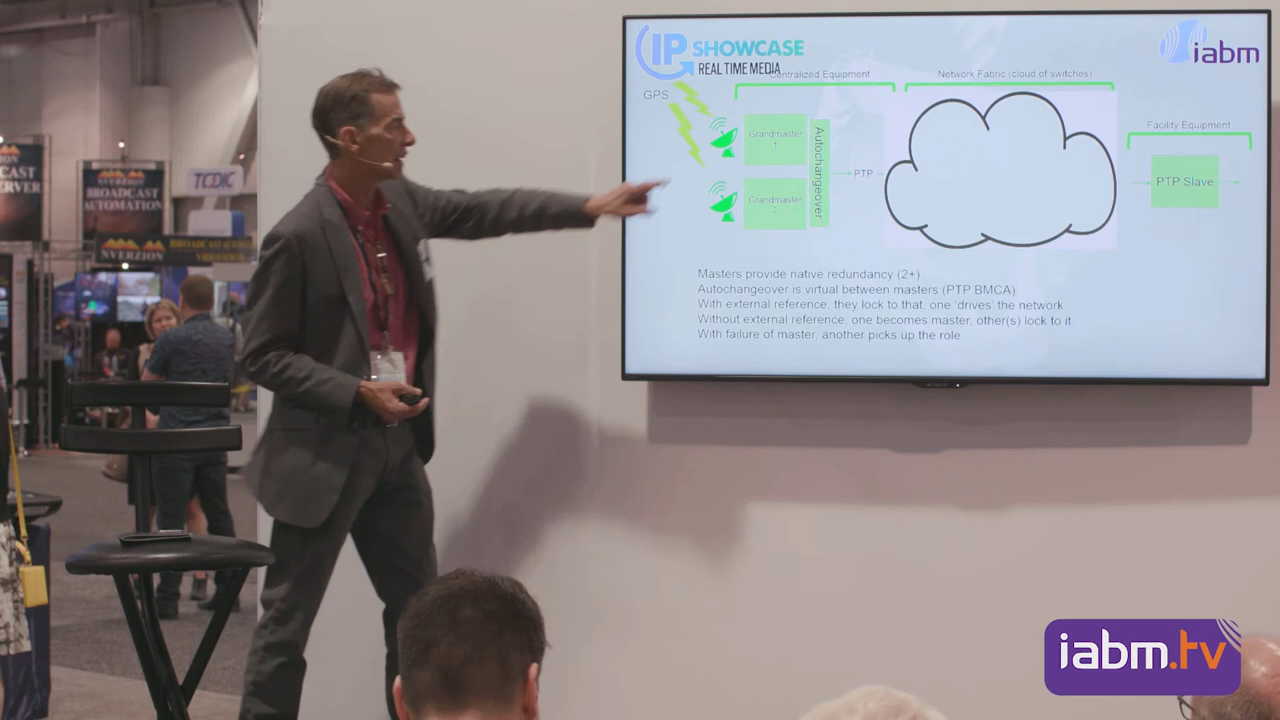 IP SHOWCASE
REAL TIME MEDIA
iabm
GPS
Centralized Equipment
Network Fabric (cloud of switches)
Facility Equipment
Grandmaster
1
Autochangeover
PTP
PTP Slave
Grandmaster
2
Masters provide native redundancy (2+)
Autochangeover is virtual between masters (PTP BMCA)
With external reference, they lock to that, one ‘drives’ the network
Without external reference, one becomes master, other(s) lock to it.
With failure of master, another picks up the role
NVERZION
BROADCAST
AUTOMATION
TCDIC
NVERZION
iabm.tv